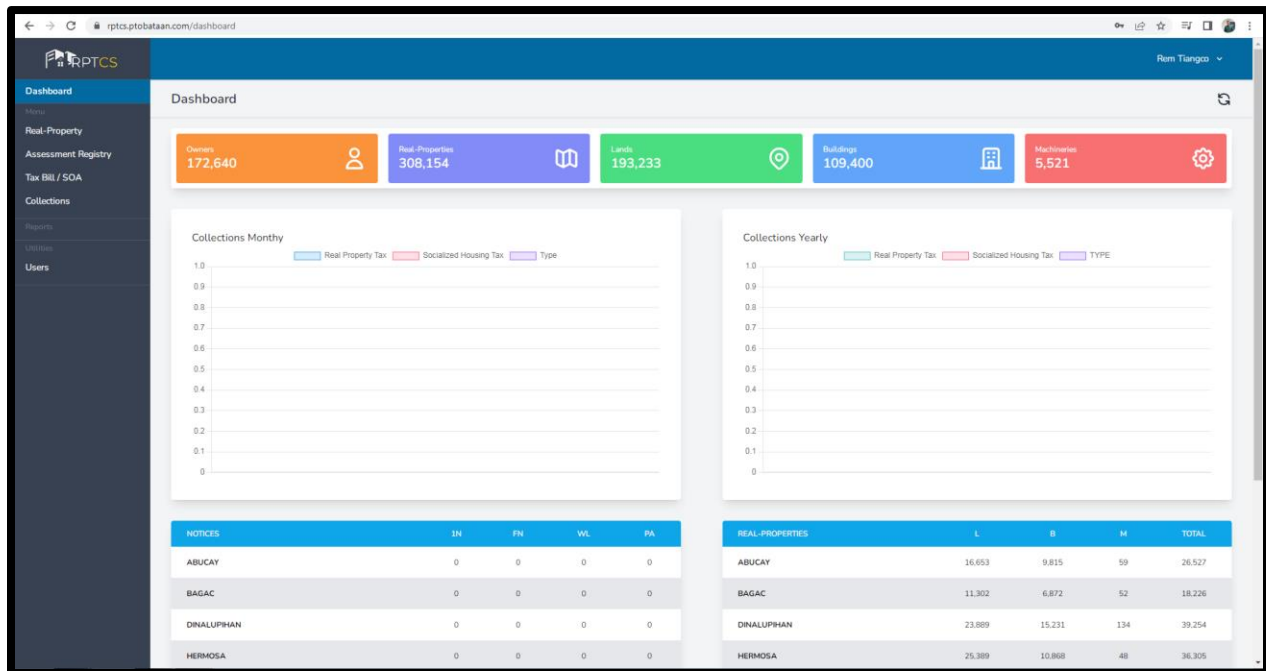 rptcs.ptobataan.com/dashboard
RPTCS
Rem Tiangco
Dashboard
Menu
Real-Property
Assessment Registry
Tax Bill / SOA
Collections
Reports
Utilities
Users
Dashboard
Owners
172,640
Real-Properties
308,154
Lands
193,233
Buildings
109,400
Machineries
5,521
Collections Monthy
Real Property Tax Socialized Housing Tax Type
1.0
0.9
0.8
0.7
0.6
0.5
0.4
0.3
0.2
0.1
0
Collections Yearly
Real Property Tax Socialized Housing Tax TYPE
1.0
0.9
0.8
0.7
0.6
0.5
0.4
0.3
0.2
0.1
0
NOTICES 1N FN WL PA
ABUCAY 0 0 0 0
BAGAC 0 0 0 0
DINALUPIHAN 0 0 0 0
HERMOSA 0 0 0 0
REAL-PROPERTIES L B M TOTAL
ABUCAY 16,653 9,815 59 26,527
BAGAC 11,302 6,872 52 18,226
DINALUPIHAN 23,889 15,231 134 39,254
HERMOSA 25,389 10,868 48 36,305